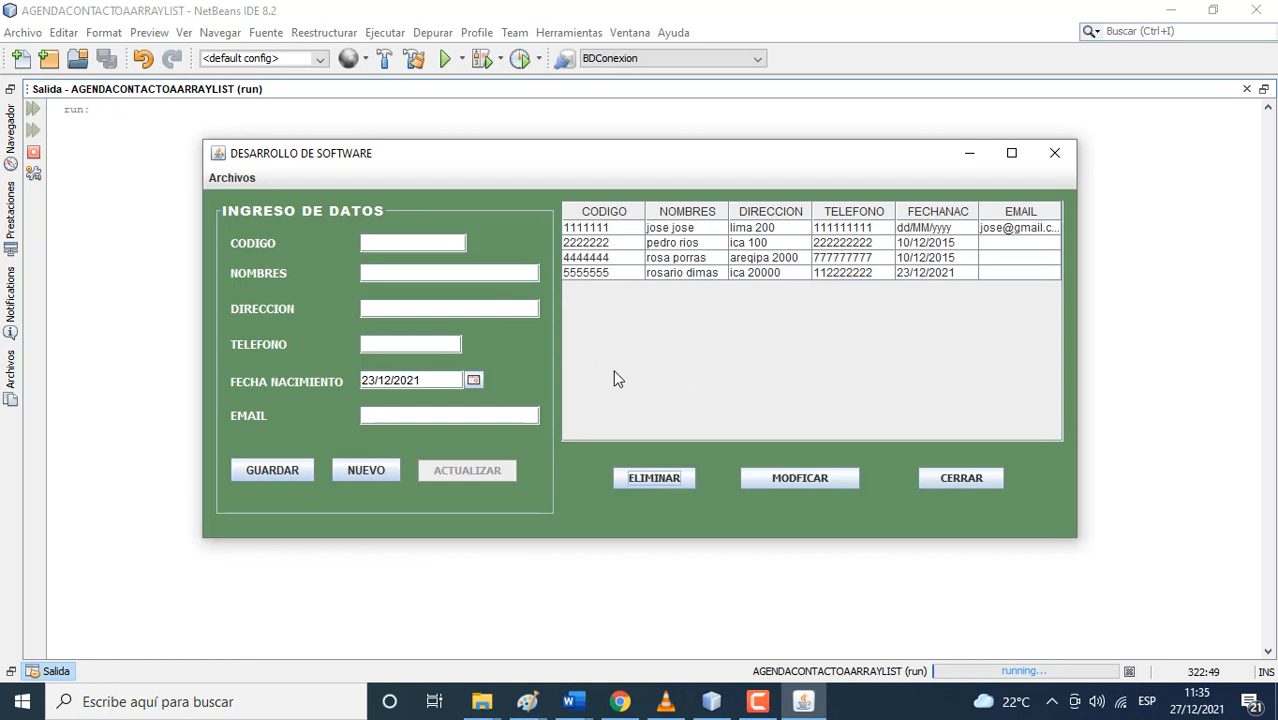 AGENDACONTACTOAARRAYLIST - NetBeans IDE 8.2
Archivo Editar Format Preview Ver Navegar Fuente Reestructurar Ejecutar Depurar Profile Team Herramientas Ventana Ayuda
Buscar (Ctrl+I)
<default config>
BDConexion
Salida - AGENDACONTACTOAARRAYLIST (run)
run:
Navegador
Prestaciones
Notifications
Archivos
DESARROLLO DE SOFTWARE
Archivos
INGRESO DE DATOS
CODIGO
NOMBRES
DIRECCION
TELEFONO
FECHA NACIMIENTO 23/12/2021
EMAIL
GUARDAR NUEVO ACTUALIZAR
CODIGO NOMBRES DIRECCION TELEFONO FECHANAC EMAIL
1111111 jose jose lima 200 111111111 dd/MM/yyyy jose@gmail.c...
2222222 pedro rios ica 100 222222222 10/12/2015
4444444 rosa porras areqipa 2000 777777777 10/12/2015
5555555 rosario dimas ica 20000 112222222 23/12/2021
ELIMINAR MODFICAR CERRAR
Salida
AGENDACONTACTOAARRAYLIST (run) running... 322:49 INS
Escribe aquí para buscar
22°C
ESP
11:35
27/12/2021
21